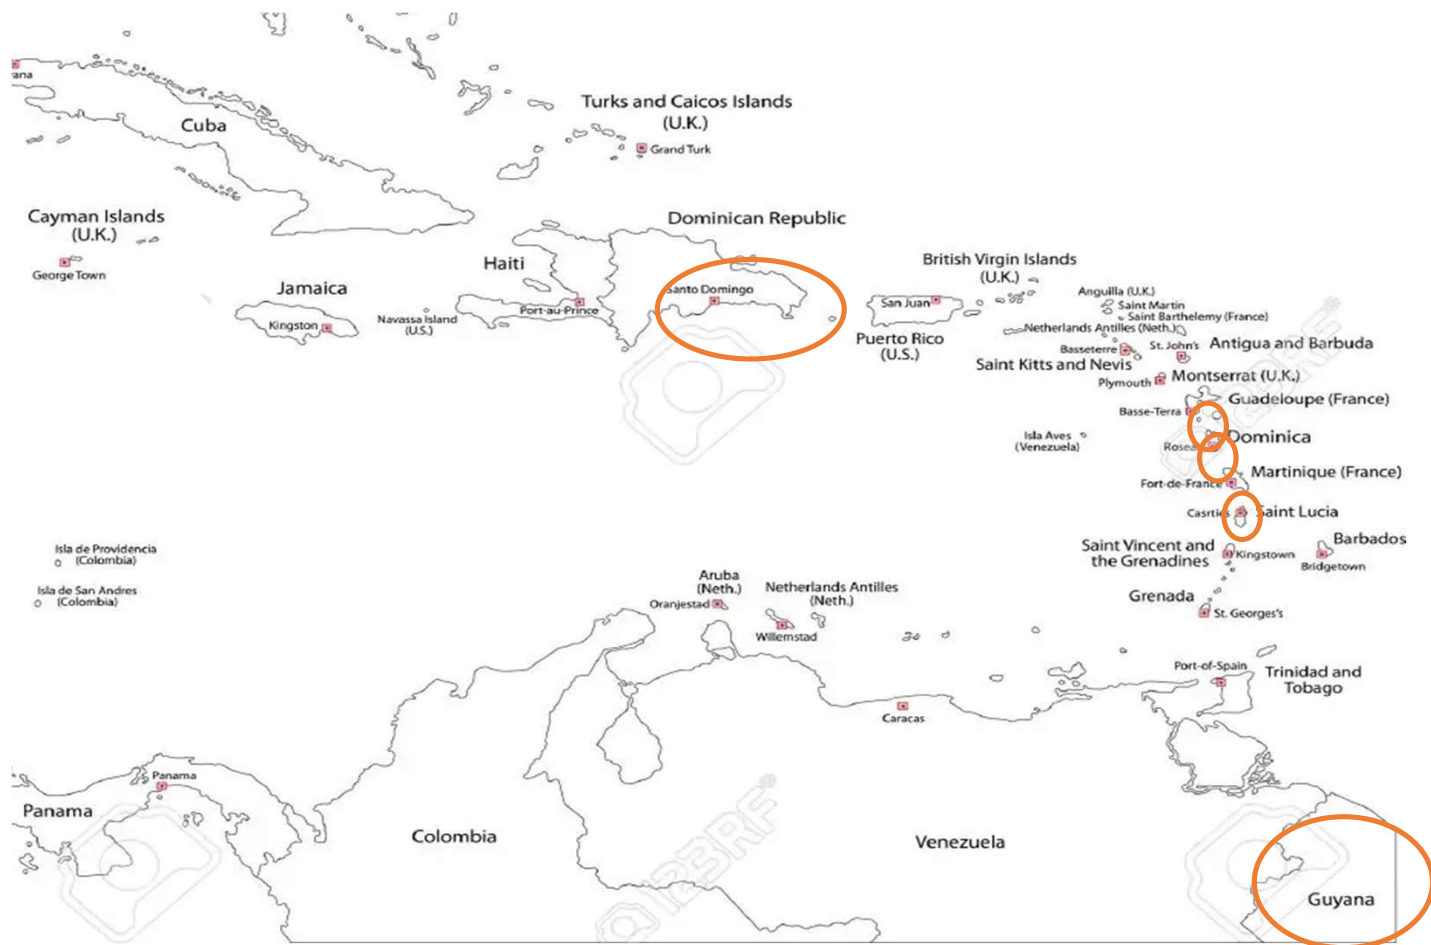 Turks and Caicos Islands
(U.K.)
Grand Turk
Cuba
Cayman Islands
(U.K.)
George Town
Dominican Republic
Haiti
Jamaica
Kingston
Navassa Island
(U.S.)
Port-au-Prince
Santo Domingo
British Virgin Islands
(U.K.)
San Juan
Puerto Rico
(U.S.)
Anguilla (U.K.)
Saint Martin
Saint Barthelemy (France)
Netherlands Antilles (Neth.)
Basseterre
St. John's
Antigua and Barbuda
Saint Kitts and Nevis
Plymouth
Montserrat (U.K.)
Guadeloupe (France)
Basse-Terra
Isla Aves
(Venezuela)
Dominica
Martinique (France)
Fort-de-France
Saint Lucia
Saint Vincent and
the Grenadines
Kingstown
Barbados
Bridgetown
Grenada
St. Georges's
Isla de Providencia
(Colombia)
Isla de San Andres
(Colombia)
Aruba
(Neth.)
Oranjestad
Netherlands Antilles
(Neth.)
Willemstad
Port-of-Spain
Trinidad and
Tobago
Caracas
Panama
Panama
Colombia
Venezuela
Guyana
123RF
123RF